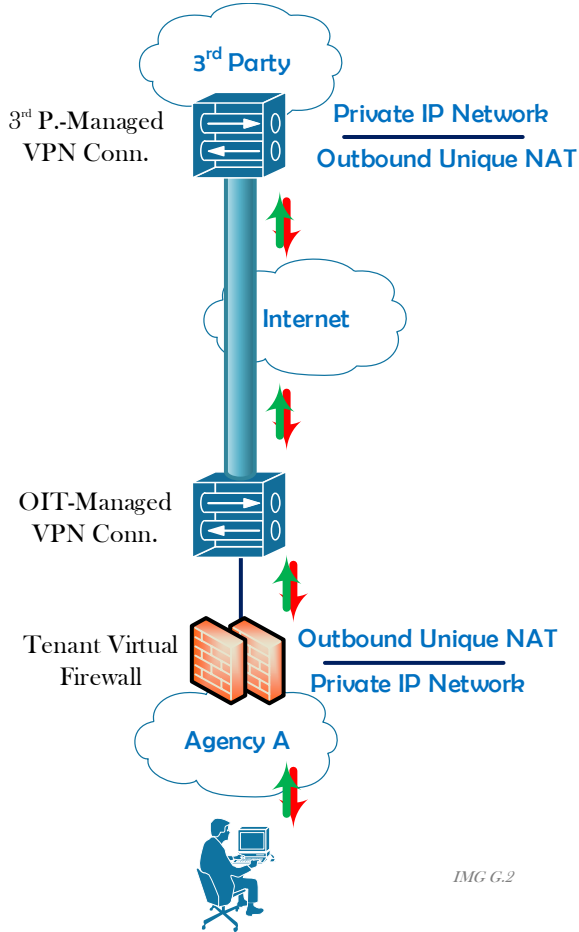 3rd Party
3rd P.-Managed
VPN Conn.
Private IP Network
Outbound Unique NAT
Internet
OIT-Managed
VPN Conn.
Tenant Virtual
Firewall
Outbound Unique NAT
Private IP Network
Agency A
IMG G.2